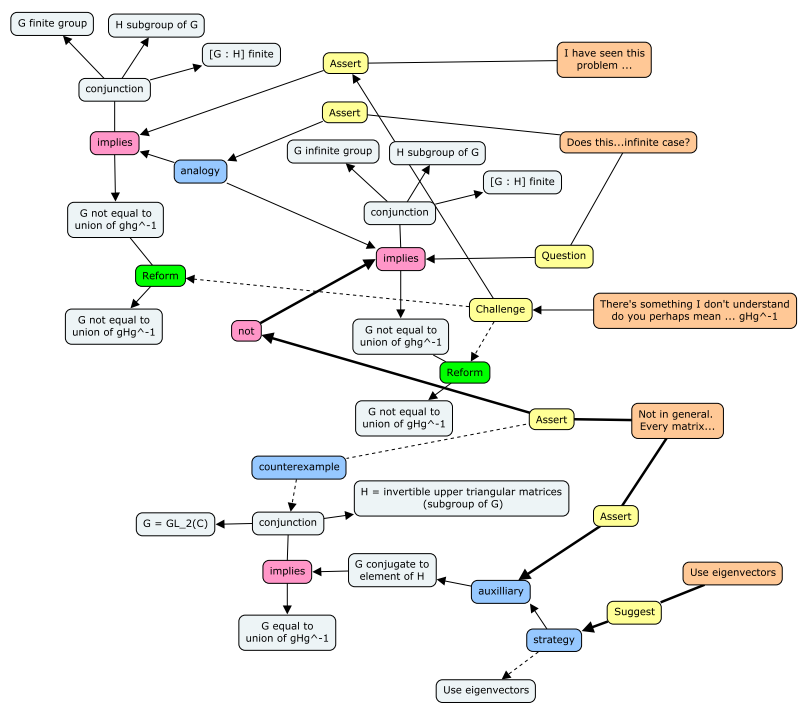 G finite group
H subgroup of G
[G : H] finite
I have seen this
problem ...
Assert
conjunction
Assert
implies
Does this...infinite case?
G infinite group
H subgroup of G
analogy
[G : H] finite
conjunction
G not equal to
union of ghg^-1
implies
Question
Reform
Challenge
There's something I don't understand
do you perhaps mean ... gHg^-1
G not equal to
union of gHg^-1
not
G not equal to
union of ghg^-1
Reform
G not equal to
union of gHg^-1
Assert
Not in general.
Every matrix...
counterexample
H = invertible upper triangular matrices
(subgroup of G)
G = GL_2(C)
conjunction
Assert
implies
G conjugate to
element of H
Use eigenvectors
auxilliary
Suggest
G equal to
union of gHg^-1
strategy
Use eigenvectors